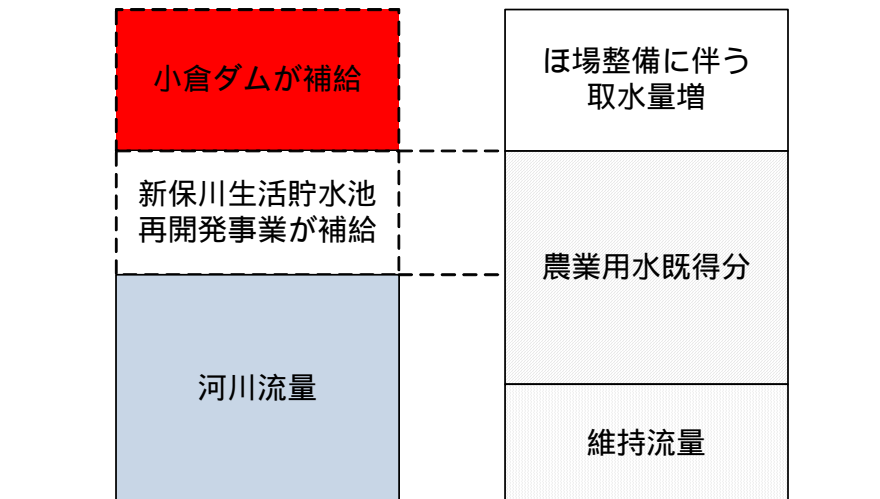 小倉ダムが補給
新保川生活貯水池
再開発事業が補給
河川流量
ほ場整備に伴う
取水量増
農業用水既得分
維持流量